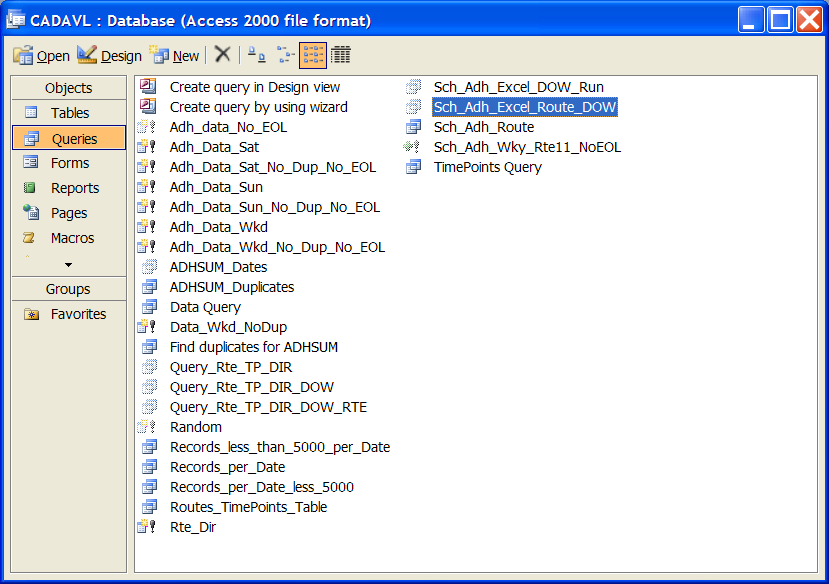 CADAVL : Database (Access 2000 file format)
Open Design New
Objects
Tables
Queries
Forms
Reports
Pages
Macros
Groups
Favorites
Create query in Design view
Create query by using wizard
Adh_data_No_EOL
Adh_Data_Sat
Adh_Data_Sat_No_Dup_No_EOL
Adh_Data_Sun
Adh_Data_Sun_No_Dup_No_EOL
Adh_Data_Wkd
Adh_Data_Wkd_No_Dup_No_EOL
ADHSUM_Dates
ADHSUM_Duplicates
Data Query
Data_Wkd_NoDup
Find duplicates for ADHSUM
Query_Rte_TP_DIR
Query_Rte_TP_DIR_DOW
Query_Rte_TP_DIR_DOW_RTE
Random
Records_less_than_5000_per_Date
Records_per_Date
Records_per_Date_less_5000
Routes_TimePoints_Table
Rte_Dir
Sch_Adh_Excel_DOW_Run
Sch_Adh_Excel_Route_DOW
Sch_Adh_Route
Sch_Adh_Wky_Rte11_NoEOL
TimePoints Query